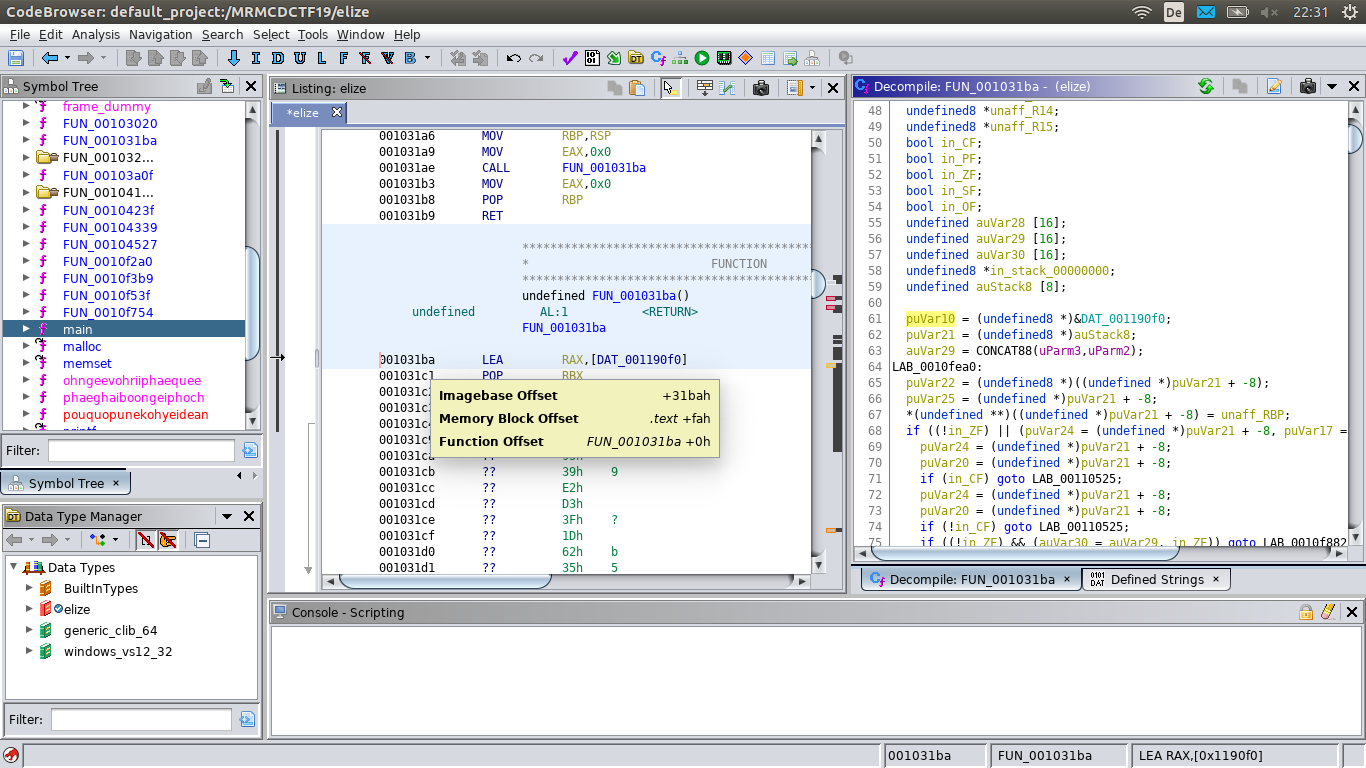 CodeBrowser: default_project:/MRMCDCTF19/elize
De
22:31
File Edit Analysis Navigation Search Select Tools Window Help
I D U L F V B
Symbol Tree
frame_dummy
FUN_00103020
FUN_001031ba
FUN_001032...
FUN_00103a0f
FUN_001041...
FUN_0010423f
FUN_00104339
FUN_00104527
FUN_0010f2a0
FUN_0010f3b9
FUN_0010f53f
FUN_0010f754
main
malloc
memset
ohngeevohriiphaequee
phaeghaiboongeiphoch
pouquopunekohyeidean
printf
Filter:
Symbol Tree ×
Data Type Manager
Data Types
BuiltInTypes
elize
generic_clib_64
windows_vs12_32
Filter:
Listing: elize
*elize
001031a6 MOV RBP,RSP
001031a9 MOV EAX,0x0
001031ae CALL FUN_001031ba
001031b3 MOV EAX,0x0
001031b8 POP RBP
001031b9 RET
* FUNCTION
undefined FUN_001031ba()
undefined AL:1 <RETURN>
FUN_001031ba
001031ba LEA RAX,[DAT_001190f0]
001031c1 POP RBX
Imagebase Offset +31bah
Memory Block Offset .text +fah
Function Offset FUN_001031ba +0h
001031cb ?? 39h 9
001031cc ?? E2h
001031cd ?? D3h
001031ce ?? 3Fh ?
001031cf ?? 1Dh
001031d0 ?? 62h b
001031d1 ?? 35h 5
Decompile: FUN_001031ba - (elize)
48 undefined8 *unaff_R14;
49 undefined8 *unaff_R15;
50 bool in_CF;
51 bool in_PF;
52 bool in_ZF;
53 bool in_SF;
54 bool in_OF;
55 undefined auVar28 [16];
56 undefined auVar29 [16];
57 undefined auVar30 [16];
58 undefined8 *in_stack_00000000;
59 undefined auStack8 [8];
60
61 puVar10 = (undefined8 *)&DAT_001190f0;
62 puVar21 = (undefined8 *)auStack8;
63 auVar29 = CONCAT88(uParm3,uParm2);
64 LAB_0010fea0:
65 puVar22 = (undefined8 *)((undefined *)puVar21 + -8);
66 puVar25 = (undefined *)puVar21 + -8;
67 *(undefined **)((undefined *)puVar21 + -8) = unaff_RBP;
68 if ((!in_ZF) || (puVar24 = (undefined *)puVar21 + -8, puVar17 =
69 puVar24 = (undefined *)puVar21 + -8;
70 puVar20 = (undefined *)puVar21 + -8;
71 if (in_CF) goto LAB_00110525;
72 puVar24 = (undefined *)puVar21 + -8;
73 puVar20 = (undefined *)puVar21 + -8;
74 if (!in_CF) goto LAB_00110525;
75 if ((!in_ZF) && (auVar30 = auVar29, in_ZF)) goto LAB_0010f882
Decompile: FUN_001031ba × Defined Strings ×
Console - Scripting
001031ba FUN_001031ba LEA RAX,[0x1190f0]